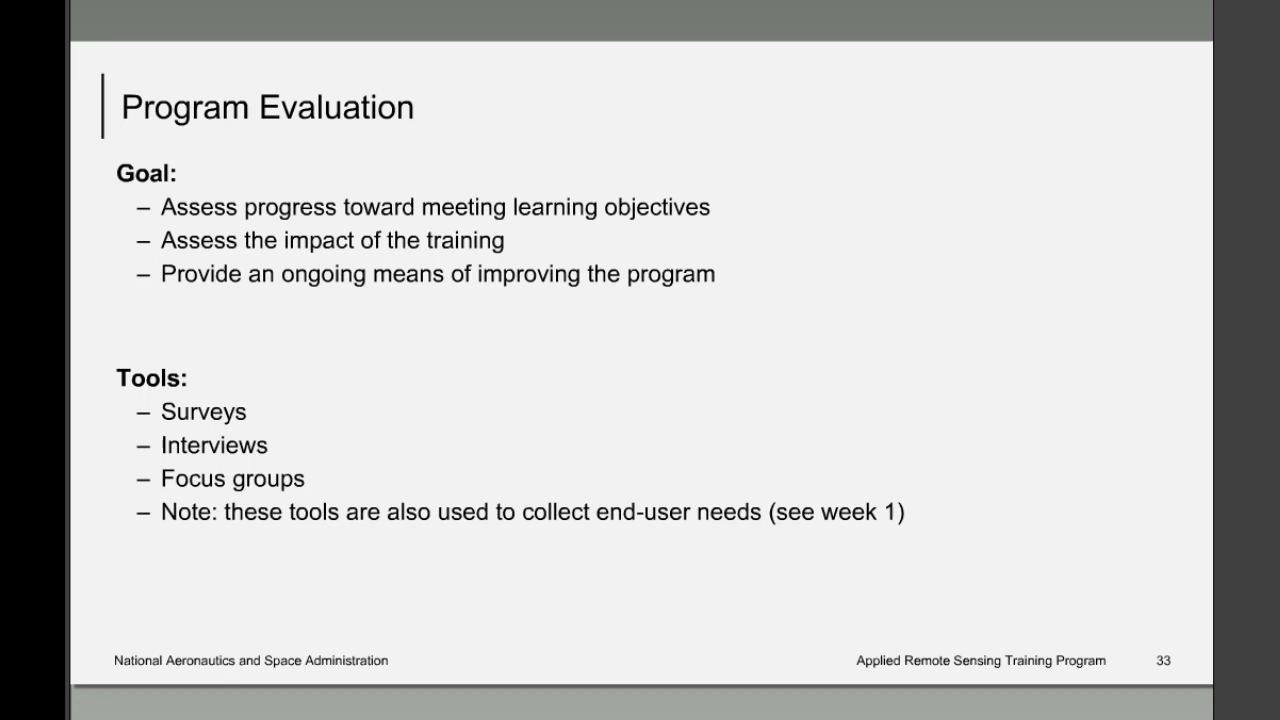 Program Evaluation
Goal:
– Assess progress toward meeting learning objectives
– Assess the impact of the training
– Provide an ongoing means of improving the program
Tools:
– Surveys
– Interviews
– Focus groups
– Note: these tools are also used to collect end-user needs (see week 1)
National Aeronautics and Space Administration
Applied Remote Sensing Training Program 33